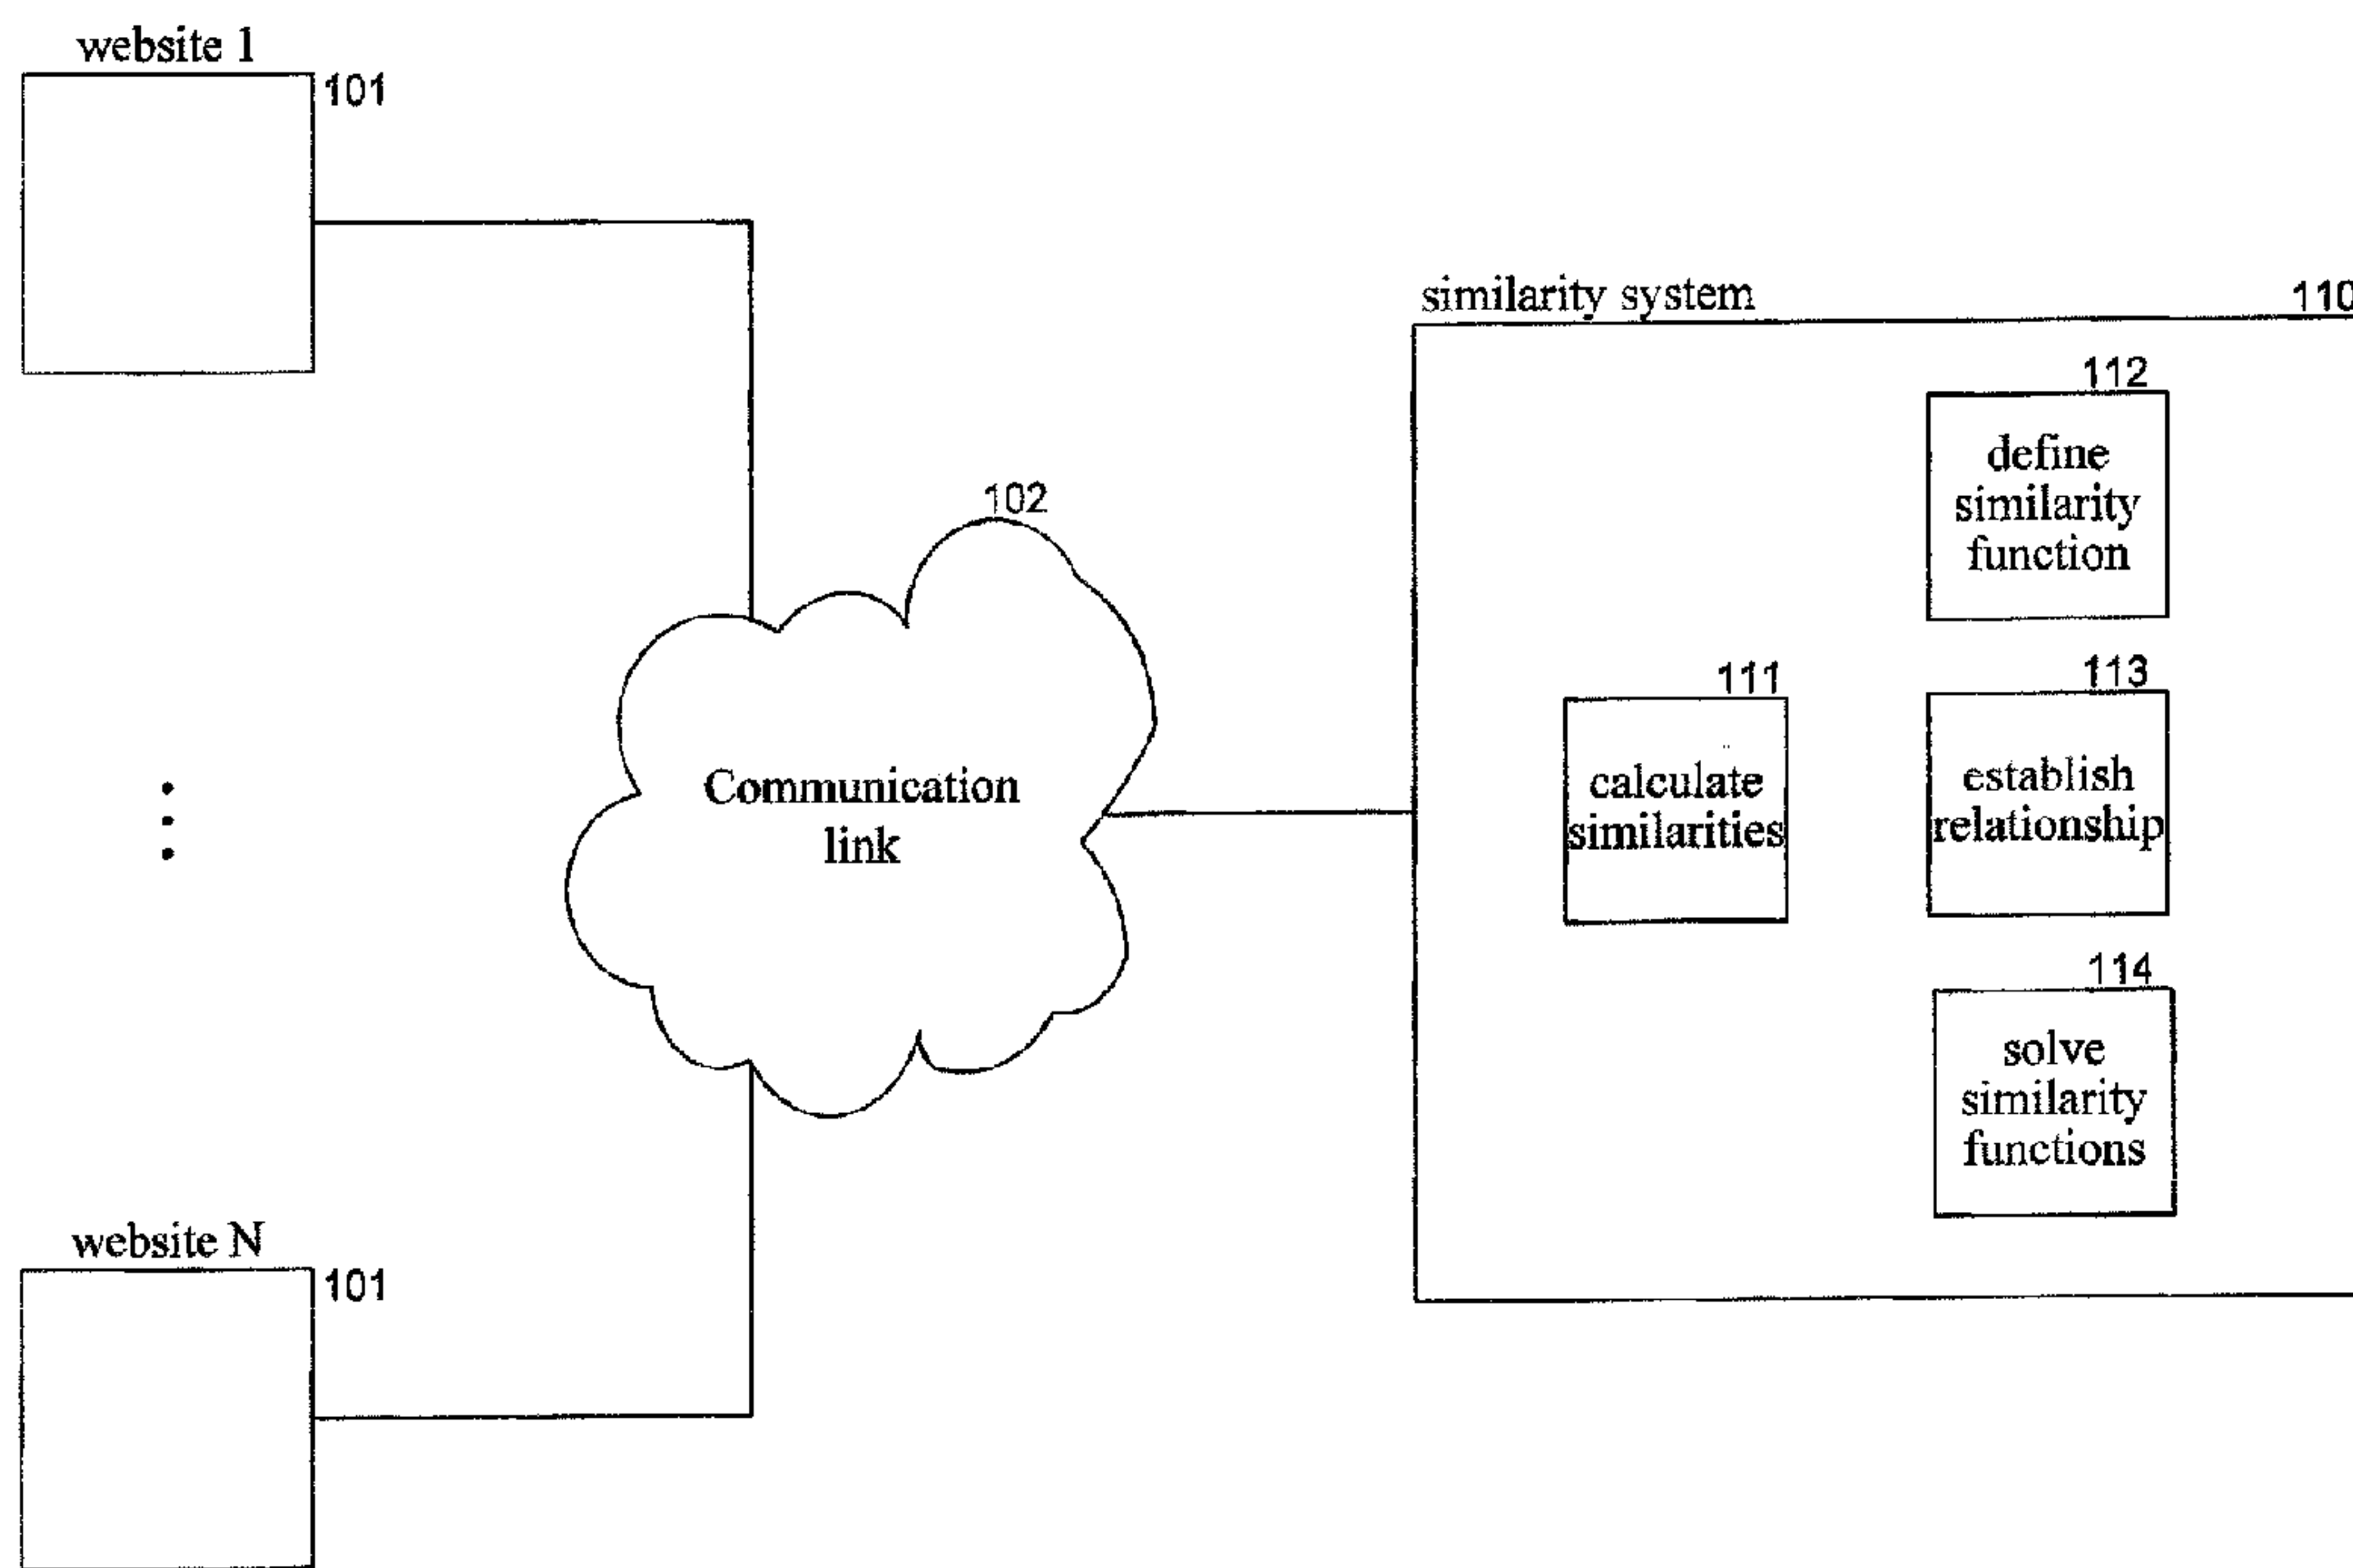 website 1
101
similarity system
110
112
define
similarity
function
102
111
113
calculate
similarities
establish
relationship
Communication
link
114
solve
similarity
functions
website N
101